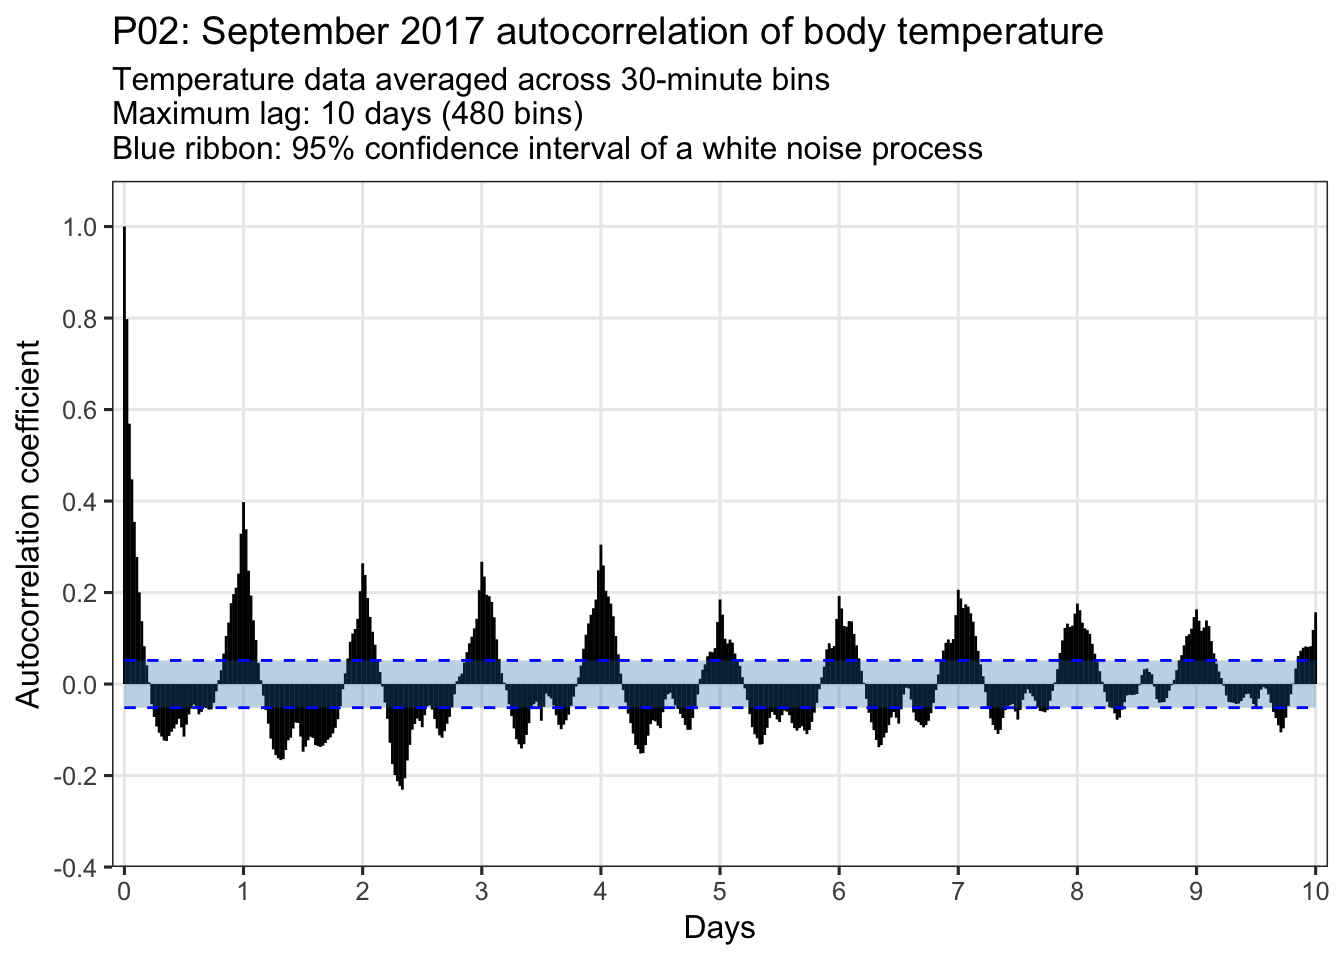 P02: September 2017 autocorrelation of body temperature
Temperature data averaged across 30-minute bins
Maximum lag: 10 days (480 bins)
Blue ribbon: 95% confidence interval of a white noise process
Autocorrelation coefficient
1.0
0.8
0.6
0.4
0.2
0.0
-0.2
-0.4
0 1 2 3 4 5 6 7 8 9 10
Days